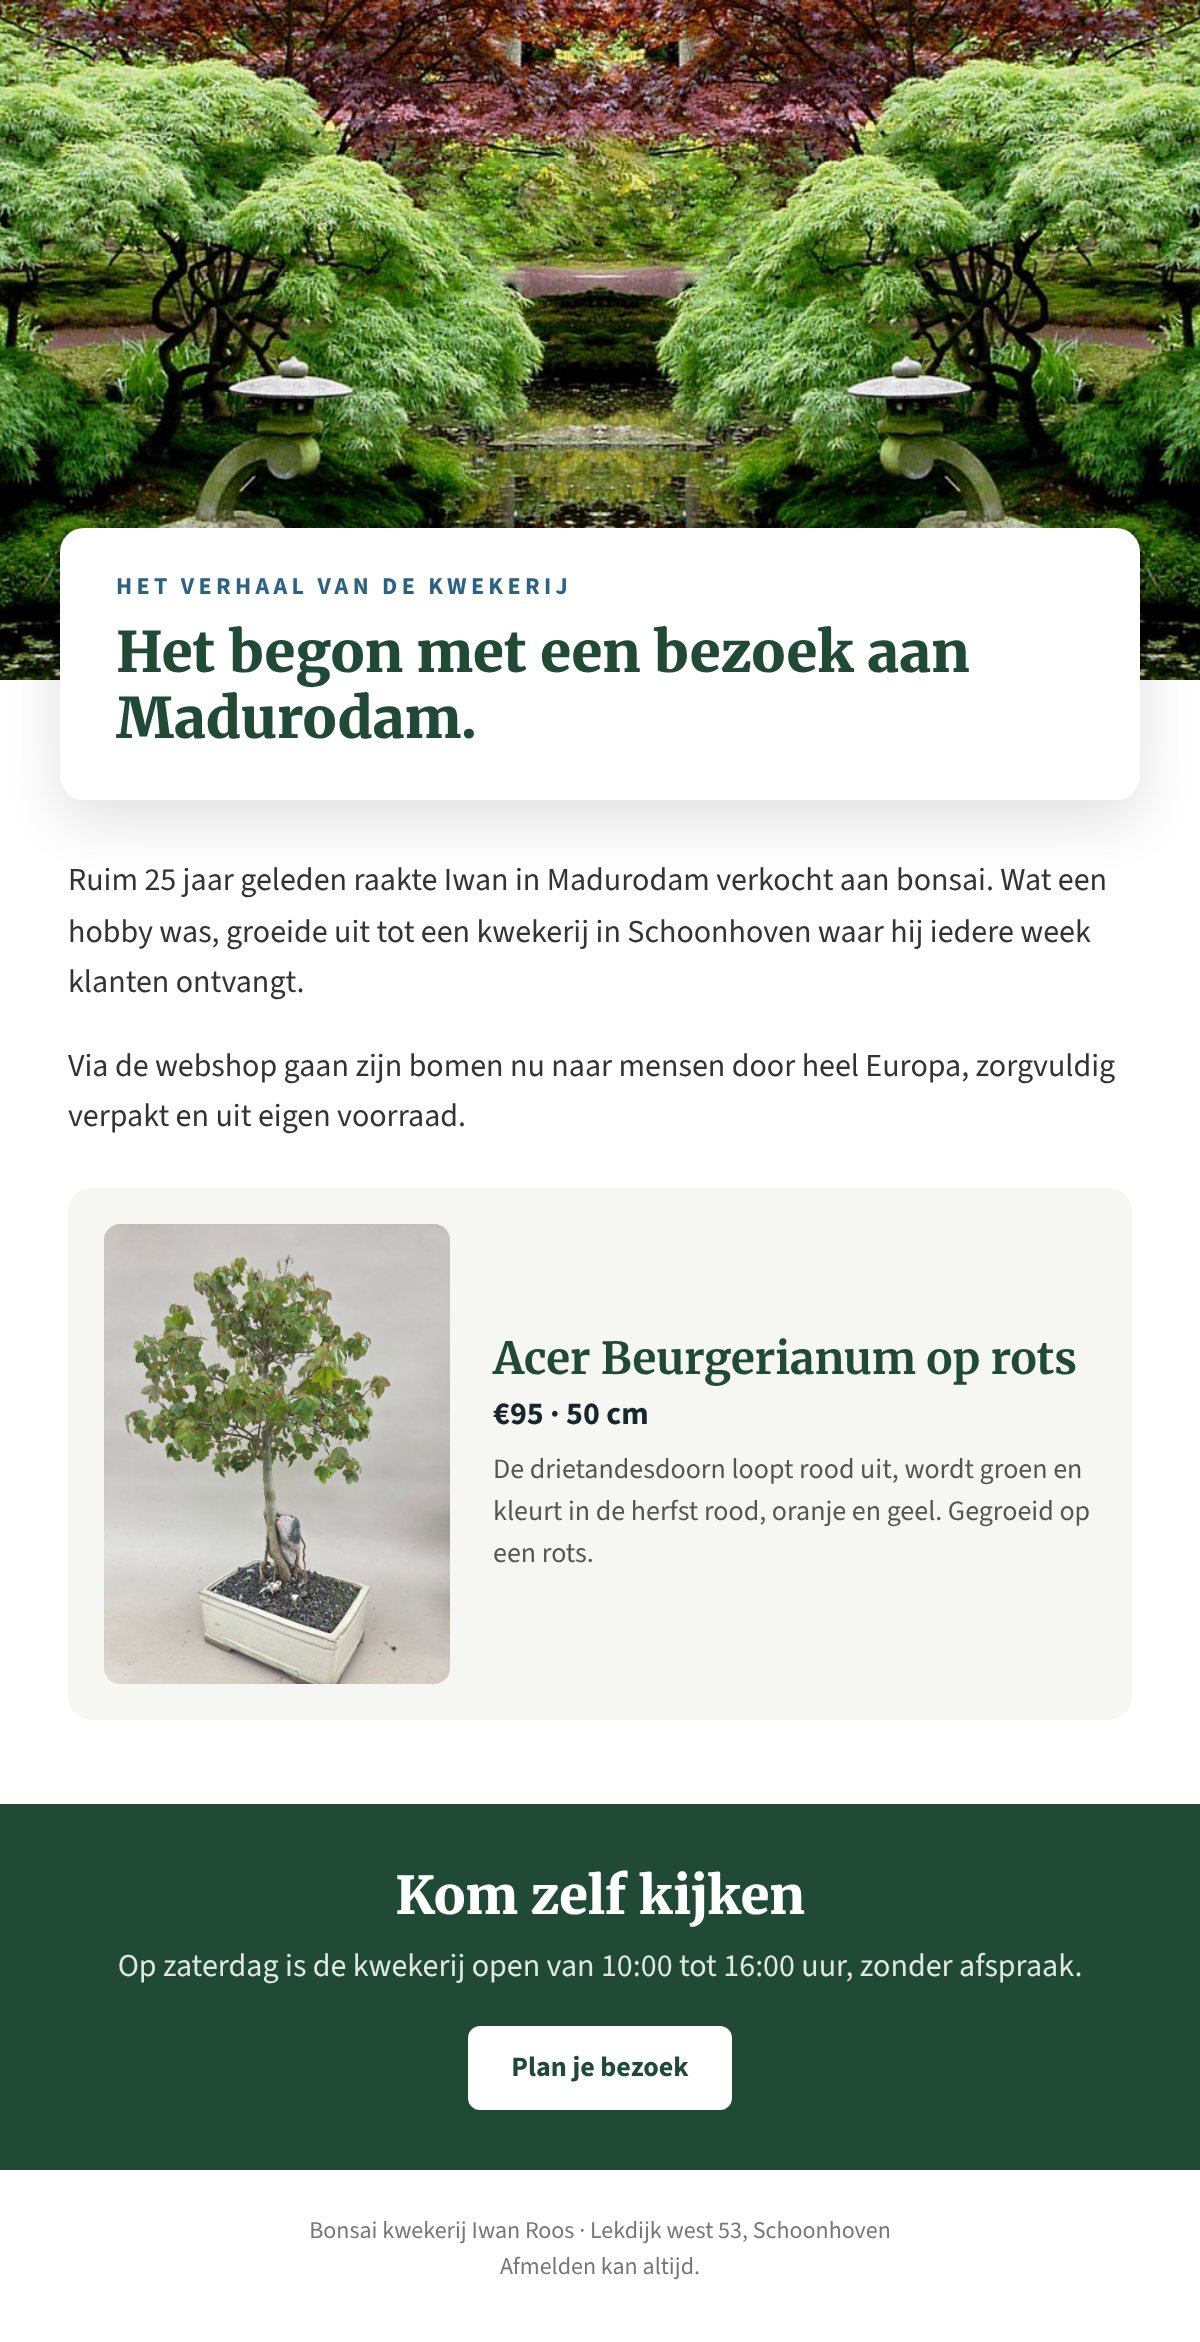 HET VERHAAL VAN DE KWEKERIJ
Het begon met een bezoek aan
Madurodam.
Ruim 25 jaar geleden raakte Iwan in Madurodam verkocht aan bonsai. Wat een
hobby was, groeide uit tot een kwekerij in Schoonhoven waar hij iedere week
klanten ontvangt.
Via de webshop gaan zijn bomen nu naar mensen door heel Europa, zorgvuldig
verpakt en uit eigen voorraad.
Acer Beurgerianum op rots
€95 · 50 cm
De drietandesdoorn loopt rood uit, wordt groen en
kleurt in de herfst rood, oranje en geel. Gegroeid op
een rots.
Kom zelf kijken
Op zaterdag is de kwekerij open van 10:00 tot 16:00 uur, zonder afspraak.
Plan je bezoek
Bonsai kwekerij Iwan Roos · Lekdijk west 53, Schoonhoven
Afmelden kan altijd.